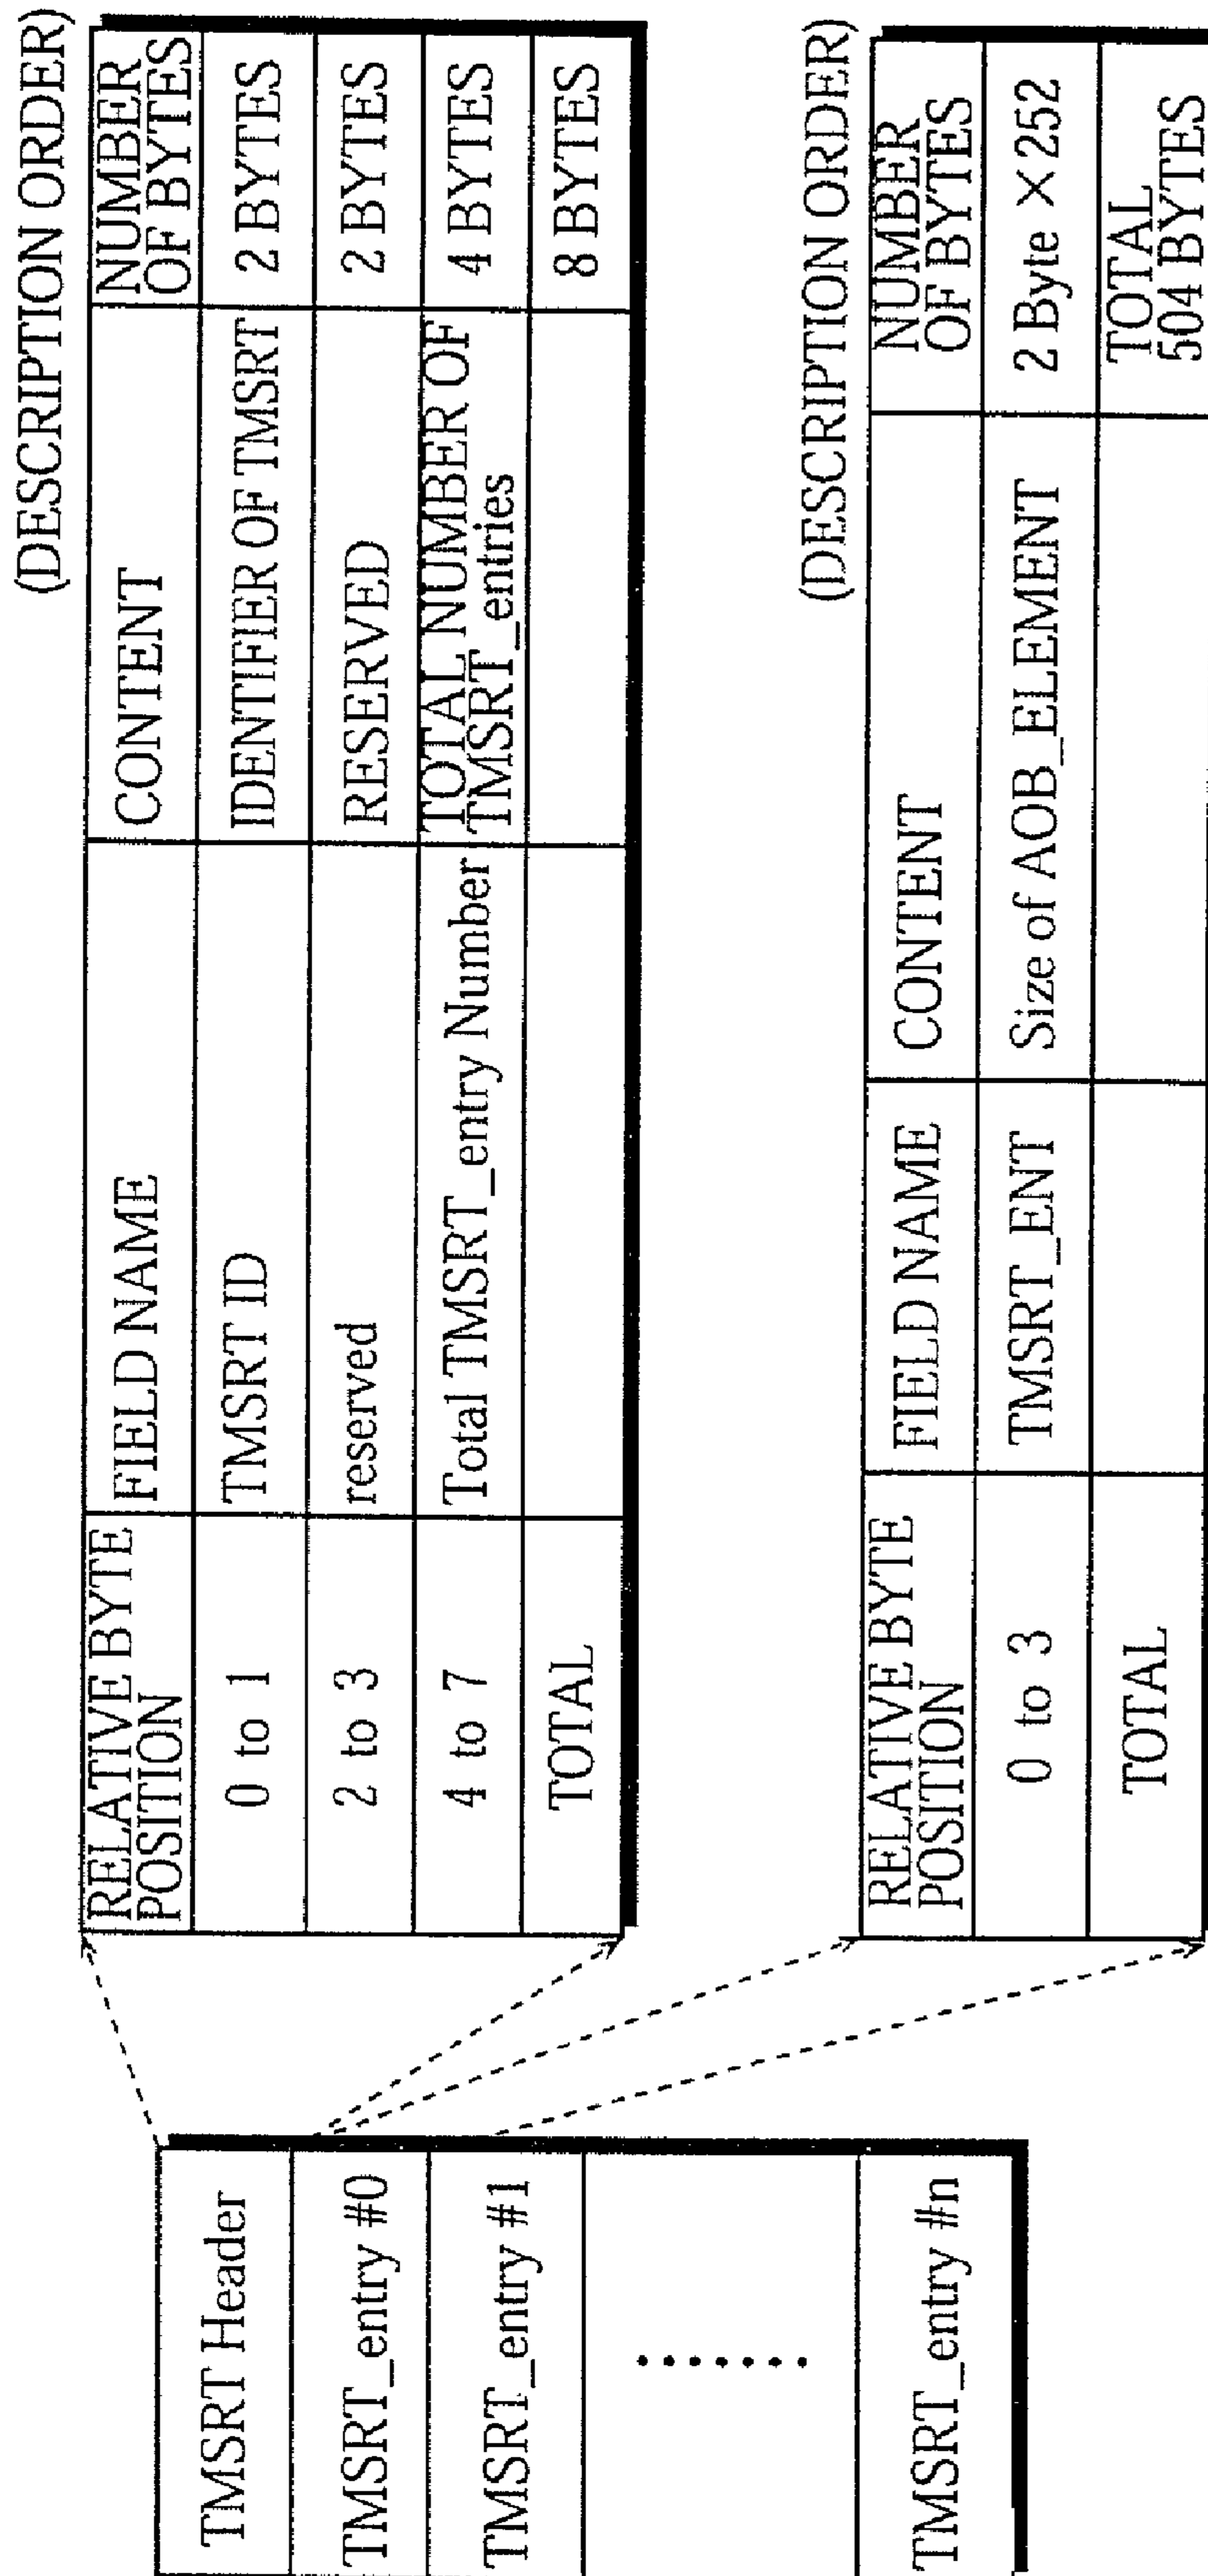 (DESCRIPTION ORDER)
RELATIVE BYTE
POSITION
FIELD NAME
CONTENT
NUMBER
OF BYTES
0 to 1
TMSRT ID
IDENTIFIER OF TMSRT
2 BYTES
2 to 3
reserved
RESERVED
2 BYTES
4 to 7
Total TMSRT_entry Number
TOTAL NUMBER OF
TMSRT_entries
4 BYTES
TOTAL
8 BYTES
TMSRT Header
TMSRT_entry #0
TMSRT_entry #1
.......
TMSRT_entry #n
(DESCRIPTION ORDER)
RELATIVE BYTE
POSITION
FIELD NAME
CONTENT
NUMBER
OF BYTES
0 to 3
TMSRT_ENT
Size of AOB_ELEMENT
2 Byte ×252
TOTAL
TOTAL
504 BYTES